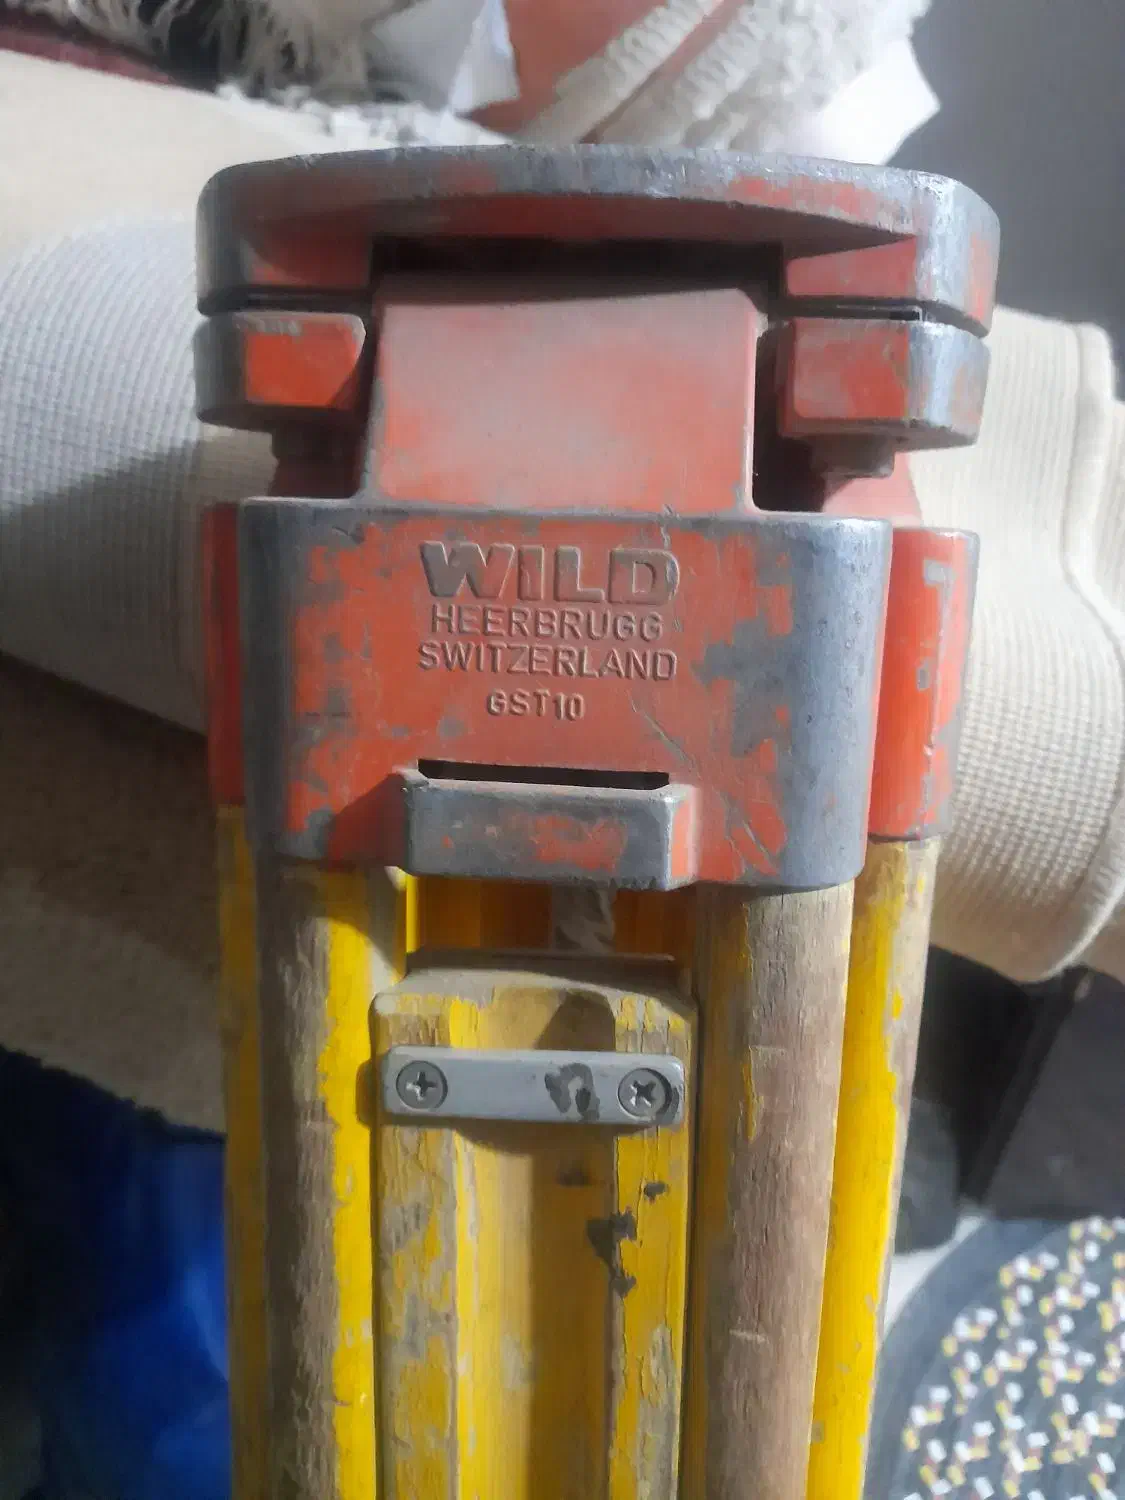 WILD
HEERBRUGG
SWITZERLAND
GST10